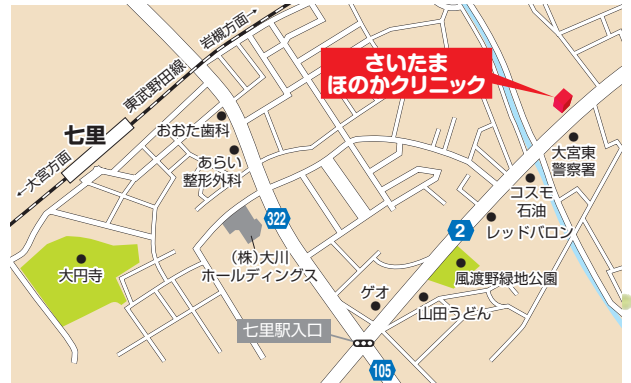 岩槻方面→
東武野田線
七里
←大宮方面
さいたま
ほのかクリニック
おおた歯科
あらい
整形外科
大宮東
警察署
コスモ
石油
322
2
レッドバロン
(株)大川
ホールディングス
大円寺
風渡野緑地公園
ゲオ
山田うどん
七里駅入口
105